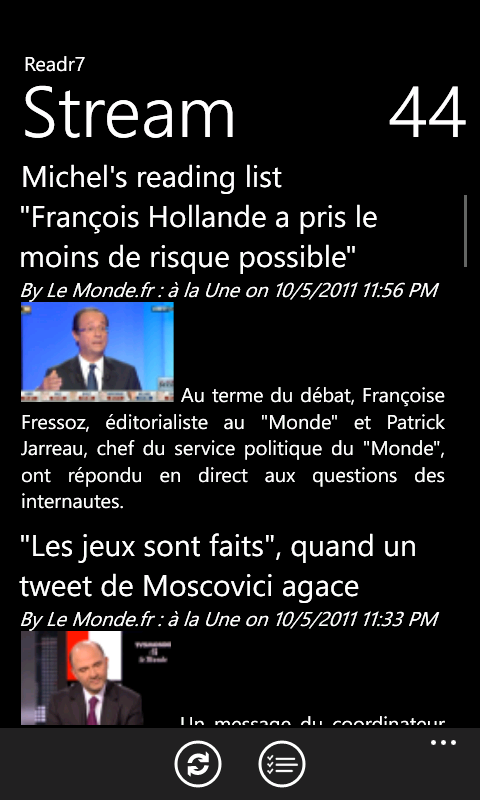 Readr7
Stream 44
Michel's reading list
"François Hollande a pris le
moins de risque possible"
By Le Monde.fr : à la Une on 10/5/2011 11:56 PM
Au terme du débat, Françoise
Fressoz, éditorialiste au "Monde" et Patrick
Jarreau, chef du service politique du "Monde",
ont répondu en direct aux questions des
internautes.
"Les jeux sont faits", quand un
tweet de Moscovici agace
By Le Monde.fr : à la Une on 10/5/2011 11:33 PM
le Monde
Un message du coordinateur